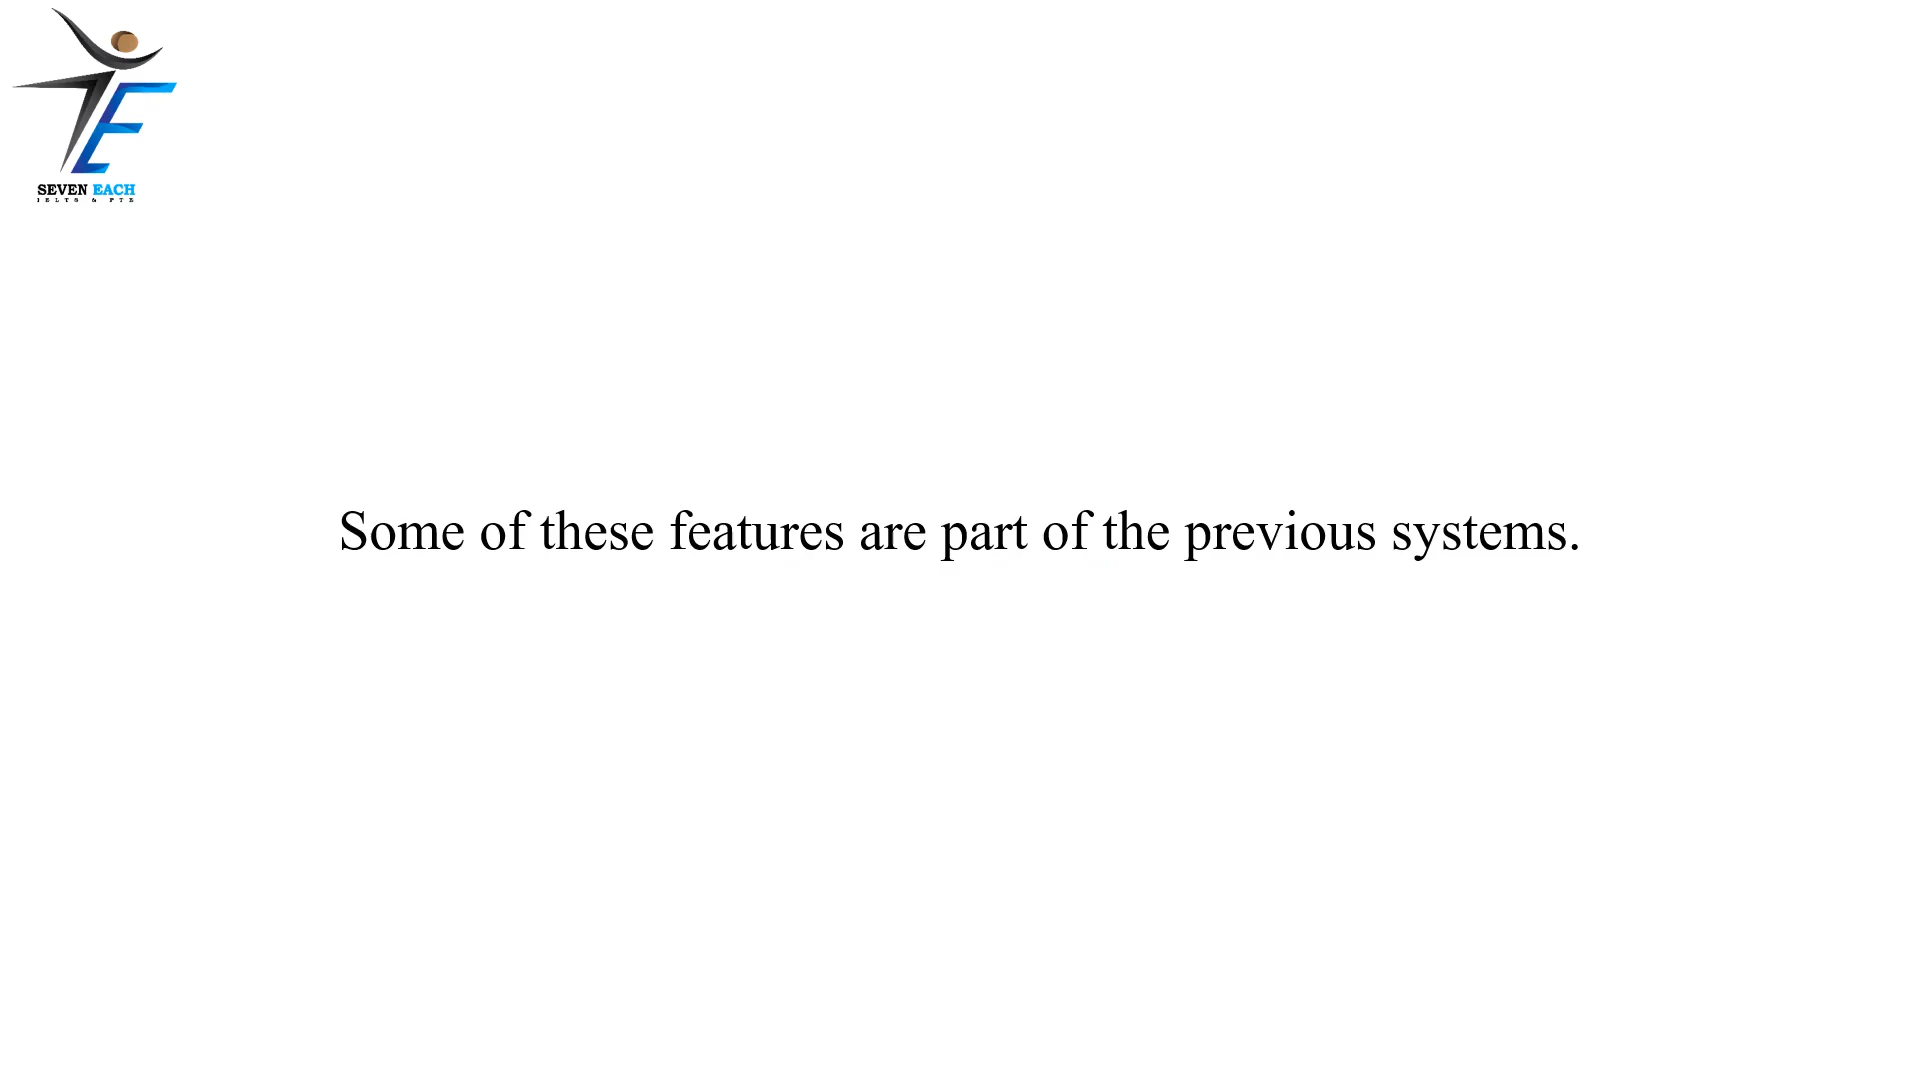 SEVEN EACH
IELTS & PTE
Some of these features are part of the previous systems.